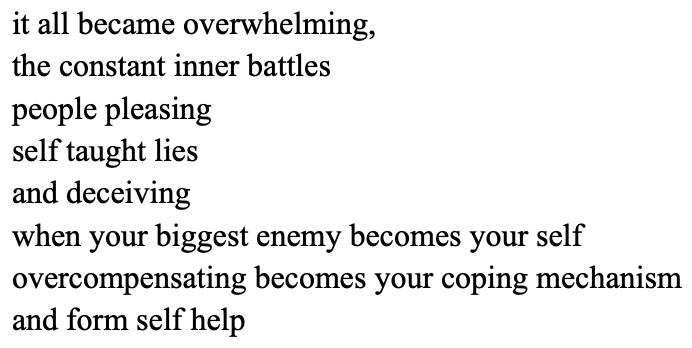 it all became overwhelming,
the constant inner battles
people pleasing
self taught lies
and deceiving
when your biggest enemy becomes your self
overcompensating becomes your coping mechanism
and form self help